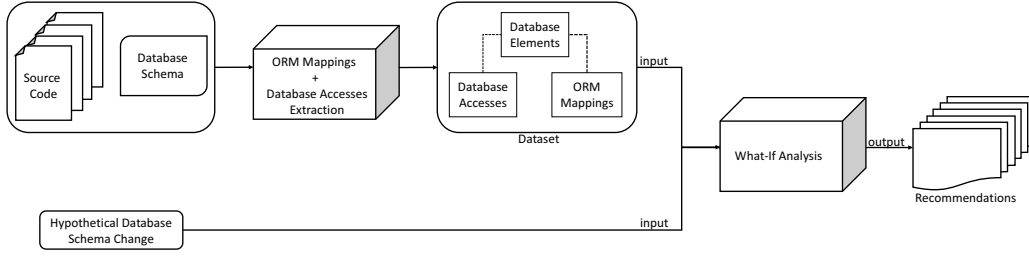 Source
Code
Database
Schema
ORM Mappings
+
Database Accesses
Extraction
Database
Elements
Database
Accesses
ORM
Mappings
Dataset
input
Hypothetical Database
Schema Change
input
What-If Analysis
output
Recommendations